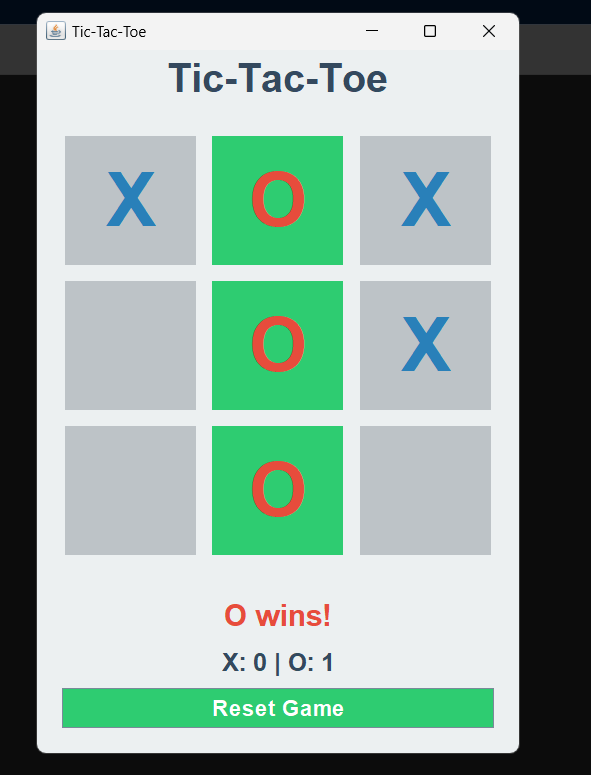 Tic-Tac-Toe
Tic-Tac-Toe
X O X
O X
O
O wins!
X: 0 | O: 1
Reset Game